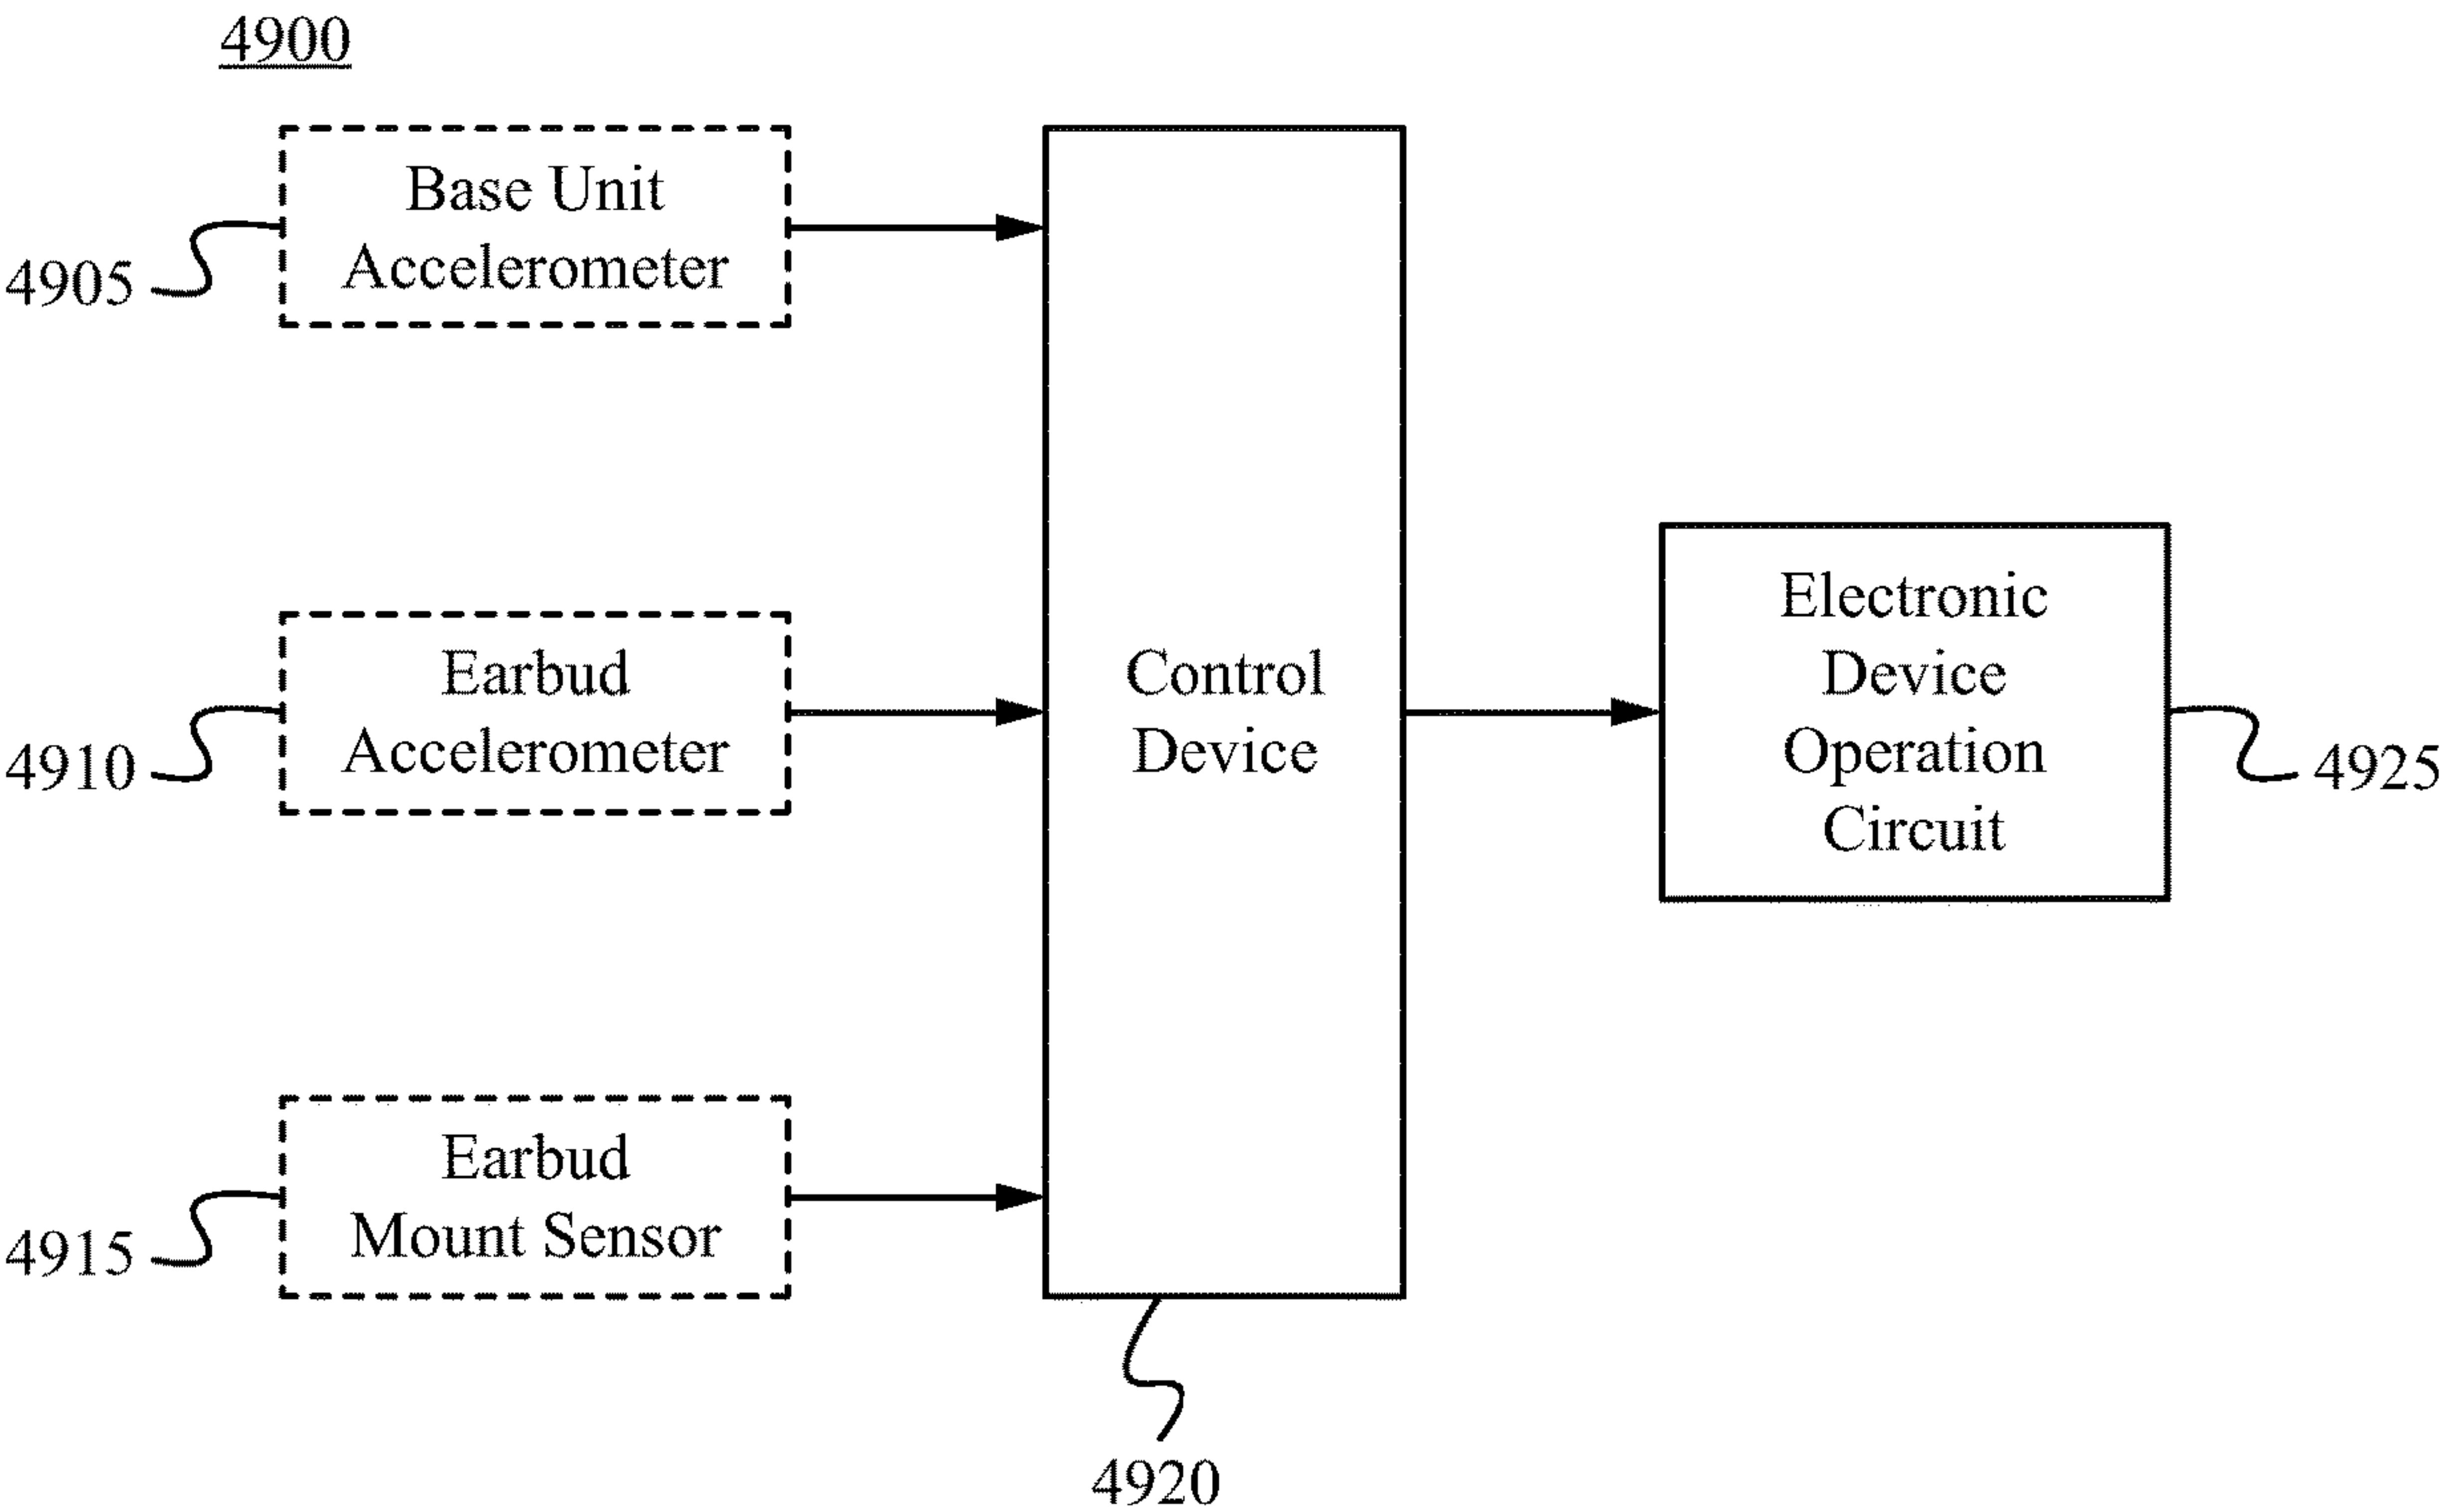 4900
Base Unit
Accelerometer
4905
Earbud
Accelerometer
4910
Earbud
Mount Sensor
4915
Control
Device
4920
Electronic
Device
Operation
Circuit
4925